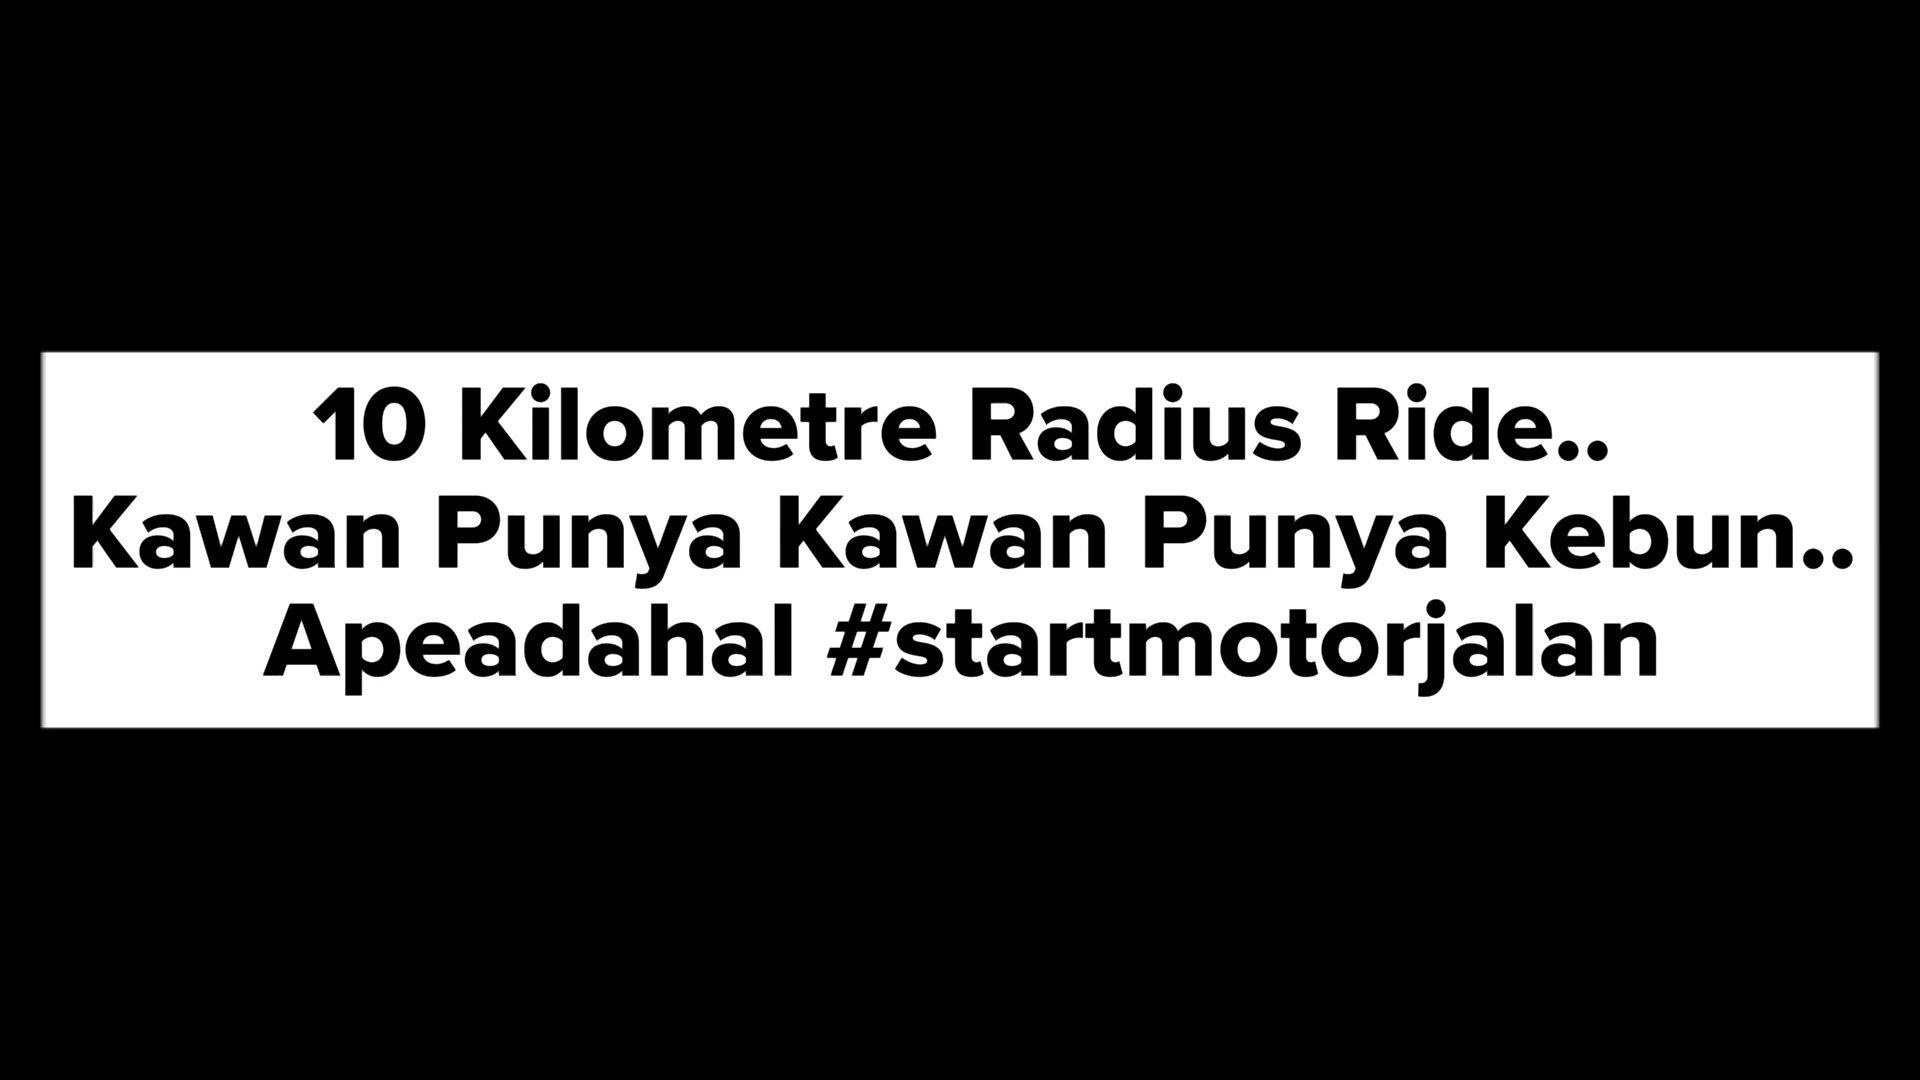 10 Kilometre Radius Ride..
Kawan Punya Kawan Punya Kebun..
Apeadahal #startmotorjalan